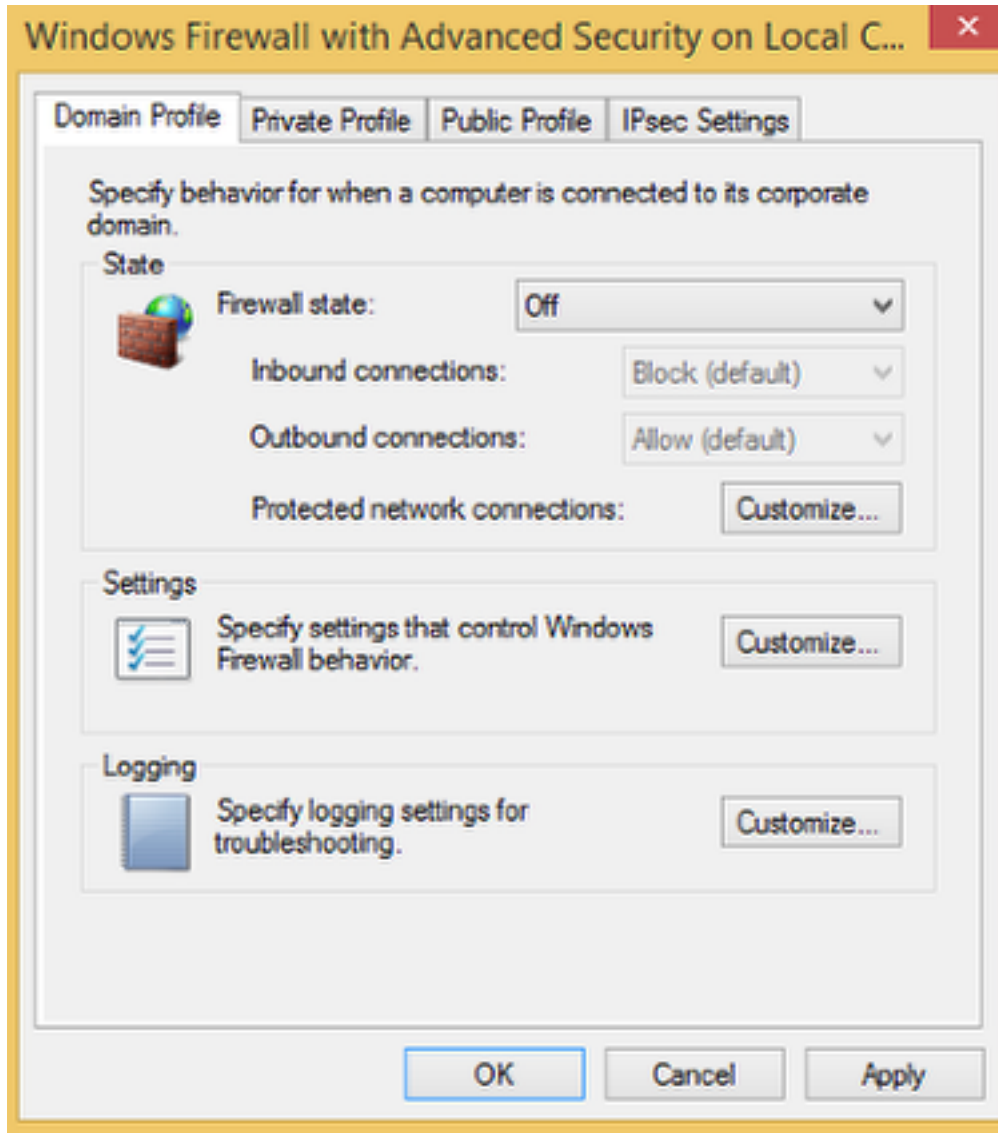 Windows Firewall with Advanced Security on Local C...
Domain Profile
Private Profile
Public Profile
IPsec Settings
Specify behavior for when a computer is connected to its corporate
domain.
State
Firewall state:
Off
Inbound connections:
Block (default)
Outbound connections:
Allow (default)
Protected network connections:
Customize...
Settings
Specify settings that control Windows
Firewall behavior.
Customize...
Logging
Specify logging settings for
troubleshooting.
Customize...
OK
Cancel
Apply